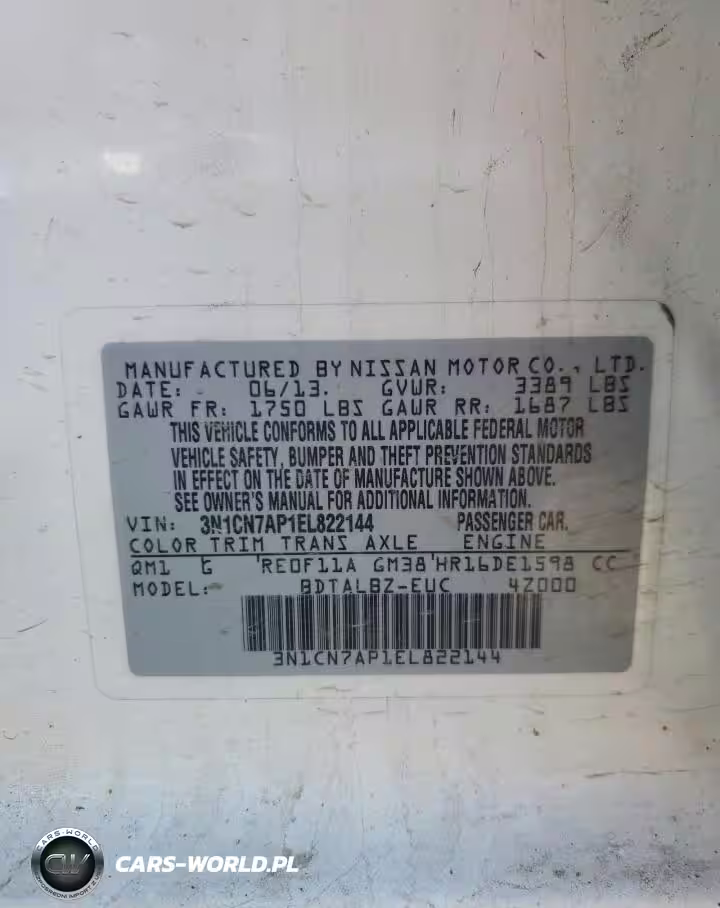 MANUFACTURED BY NISSAN MOTOR CO., LTD.
DATE: 06/13. GVWR: 3389 LBS
GAWR FR: 1750 LBS GAWR RR: 1687 LBS
THIS VEHICLE CONFORMS TO ALL APPLICABLE FEDERAL MOTOR
VEHICLE SAFETY, BUMPER AND THEFT PREVENTION STANDARDS
IN EFFECT ON THE DATE OF MANUFACTURE SHOWN ABOVE.
SEE OWNER'S MANUAL FOR ADDITIONAL INFORMATION.
VIN: 3N1CN7AP1EL822144 PASSENGER CAR.
COLOR TRIM TRANS AXLE ENGINE
QM1 G RE0F11A GM38 HR16DE1598 CC
MODEL: BDTALBZ-EUC 4Z000
3N1CN7AP1EL822144
CARS-WORLD
CW
CARS-WORLD.PL